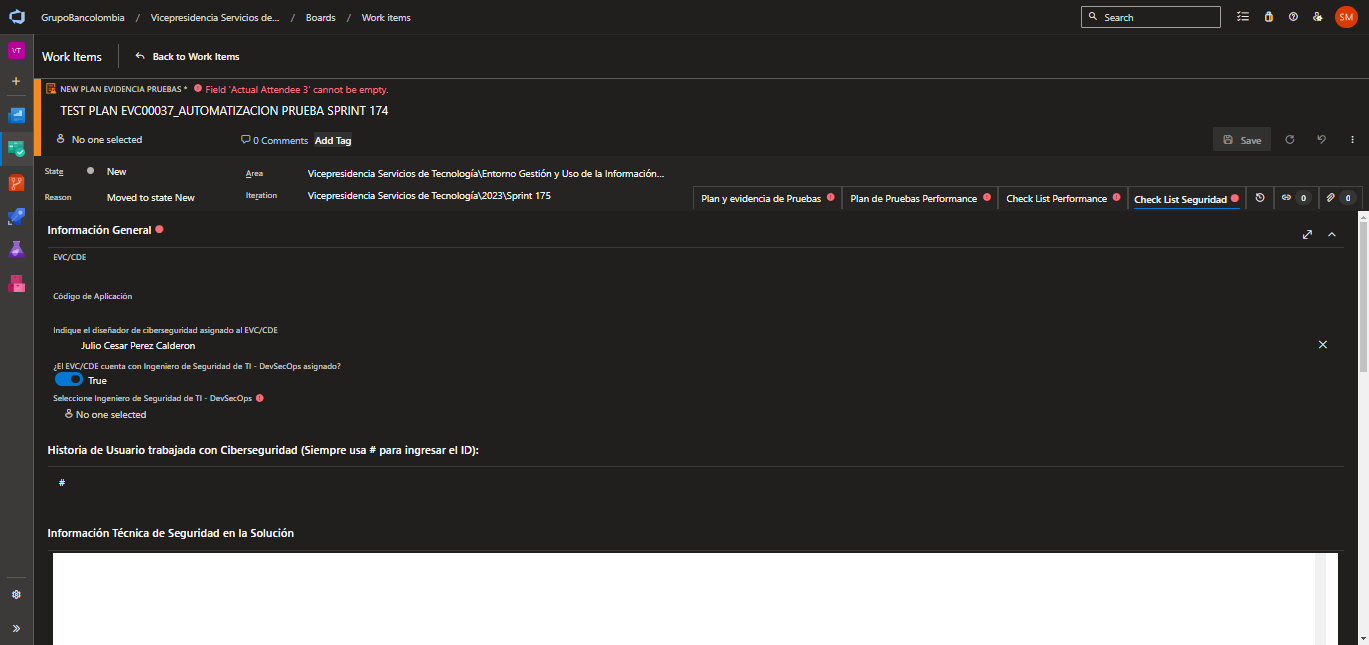 GrupoBancolombia / Vicepresidencia Servicios de... / Boards / Work items
Search
SM
VT
Work Items
Back to Work Items
NEW PLAN EVIDENCIA PRUEBAS * Field 'Actual Attendee 3' cannot be empty.
TEST PLAN EVC00037_AUTOMATIZACION PRUEBA SPRINT 174
No one selected
0 Comments
Add Tag
Save
State New
Area Vicepresidencia Servicios de Tecnología\Entorno Gestión y Uso de la Información...
Reason Moved to state New
Iteration Vicepresidencia Servicios de Tecnología\2023\Sprint 175
Plan y evidencia de Pruebas
Plan de Pruebas Performance
Check List Performance
Check List Seguridad
0
0
Información General
EVC/CDE
Código de Aplicación
Indique el diseñador de ciberseguridad asignado al EVC/CDE
Julio Cesar Perez Calderon
¿El EVC/CDE cuenta con Ingeniero de Seguridad de TI - DevSecOps asignado?
True
Seleccione Ingeniero de Seguridad de TI - DevSecOps
No one selected
Historia de Usuario trabajada con Ciberseguridad (Siempre usa # para ingresar el ID):
#
Información Técnica de Seguridad en la Solución